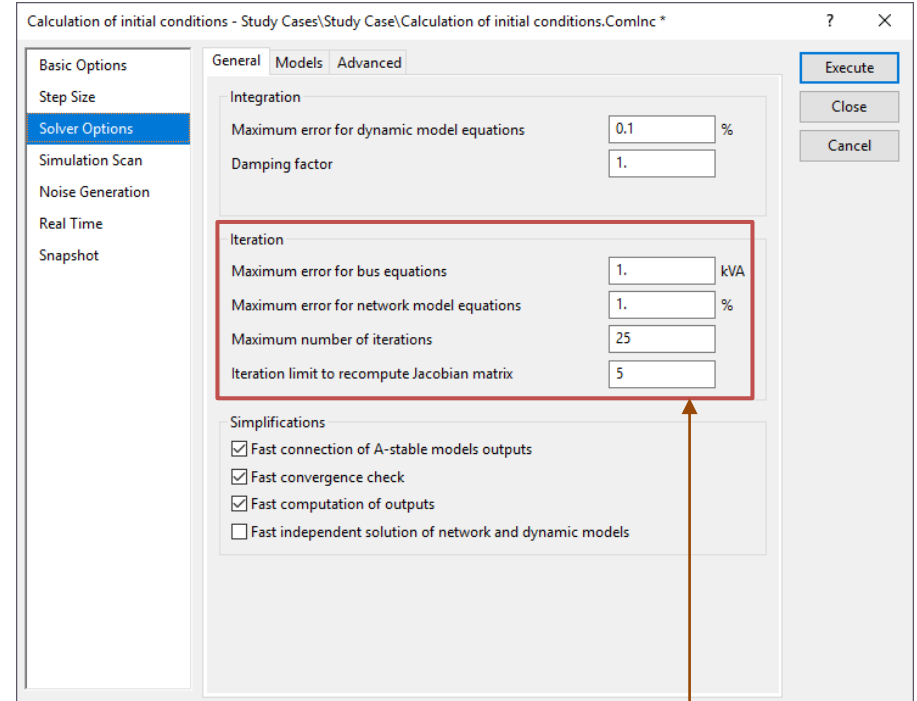 Calculation of initial conditions - Study Cases\Study Case\Calculation of initial conditions.ComInc *
? ×
Basic Options
Step Size
Solver Options
Simulation Scan
Noise Generation
Real Time
Snapshot
General Models Advanced
Integration
Maximum error for dynamic model equations 0.1 %
Damping factor 1.
Iteration
Maximum error for bus equations 1. kVA
Maximum error for network model equations 1. %
Maximum number of iterations 25
Iteration limit to recompute Jacobian matrix 5
Simplifications
Fast connection of A-stable models outputs
Fast convergence check
Fast computation of outputs
Fast independent solution of network and dynamic models
Execute
Close
Cancel